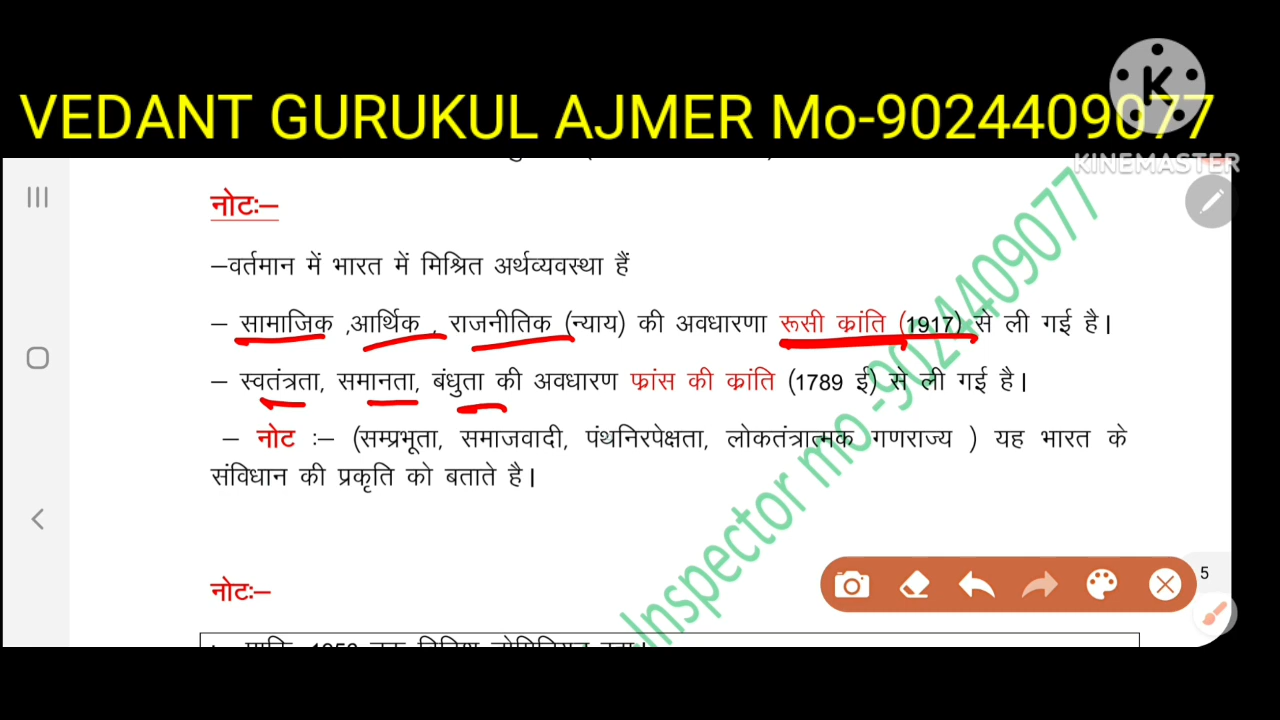 VEDANT GURUKUL AJMER Mo-9024409077
KINEMASTER
नोटः–
–वर्तमान में भारत में मिश्रित अर्थव्यवस्था हैं
– सामाजिक ,आर्थिक , राजनीतिक (न्याय) की अवधारणा रूसी क्रांति (1917) से ली गई है।
– स्वतंत्रता, समानता, बंधुता की अवधारण फ्रांस की क्रांति (1789 ई) से ली गई है।
– नोट :– (सम्प्रभूता, समाजवादी, पंथनिरपेक्षता, लोकतंत्रात्मक गणराज्य ) यह भारत के
संविधान की प्रकृति को बताते है।
Inspector mo -9024409077
नोटः–
5